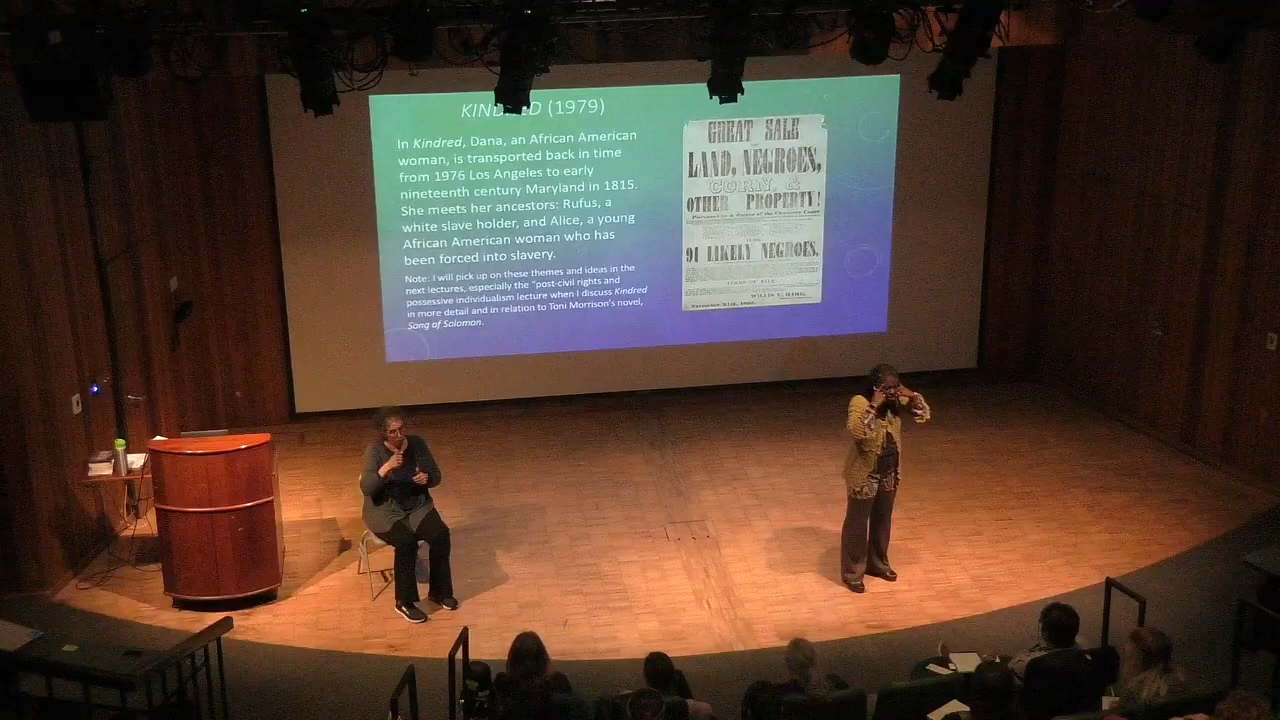 KINDRED (1979)
In Kindred, Dana, an African American
woman, is transported back in time
from 1976 Los Angeles to early
nineteenth century Maryland in 1815.
She meets her ancestors: Rufus, a
white slave holder, and Alice, a young
African American woman who has
been forced into slavery.
Note: I will pick up on these themes and ideas in the
next lectures, especially the "post-civil rights and
possessive individualism lecture when I discuss Kindred
in more detail and in relation to Toni Morrison's novel,
Song of Solomon.
GREAT SALE
LAND, NEGROES,
CORN, &
OTHER PROPERTY!
91 LIKELY NEGROES,